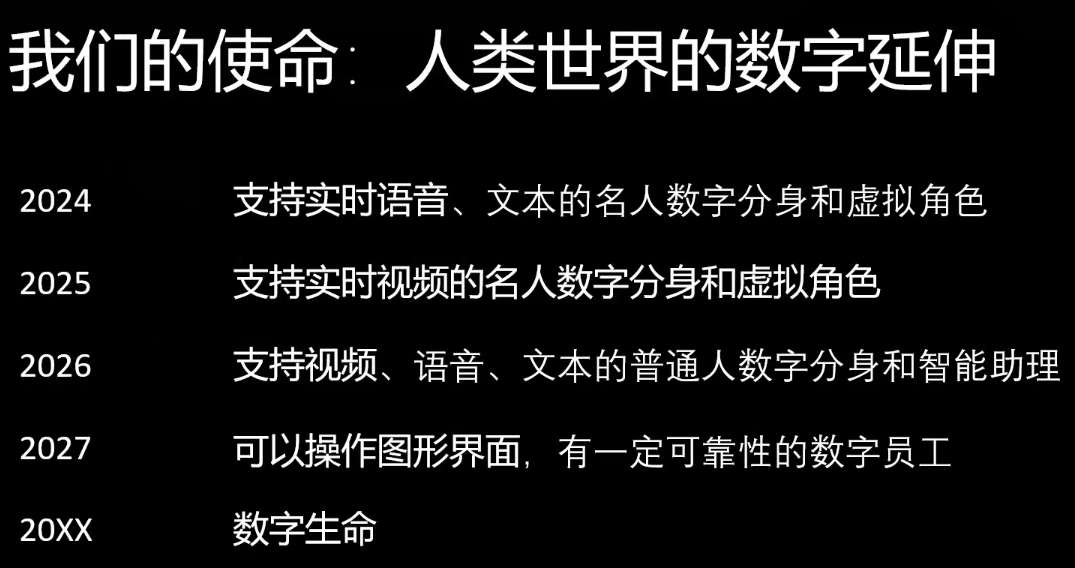 我们的使命：人类世界的数字延伸
2024 支持实时语音、文本的名人数字分身和虚拟角色
2025 支持实时视频的名人数字分身和虚拟角色
2026 支持视频、语音、文本的普通人数字分身和智能助理
2027 可以操作图形界面，有一定可靠性的数字员工
20XX 数字生命